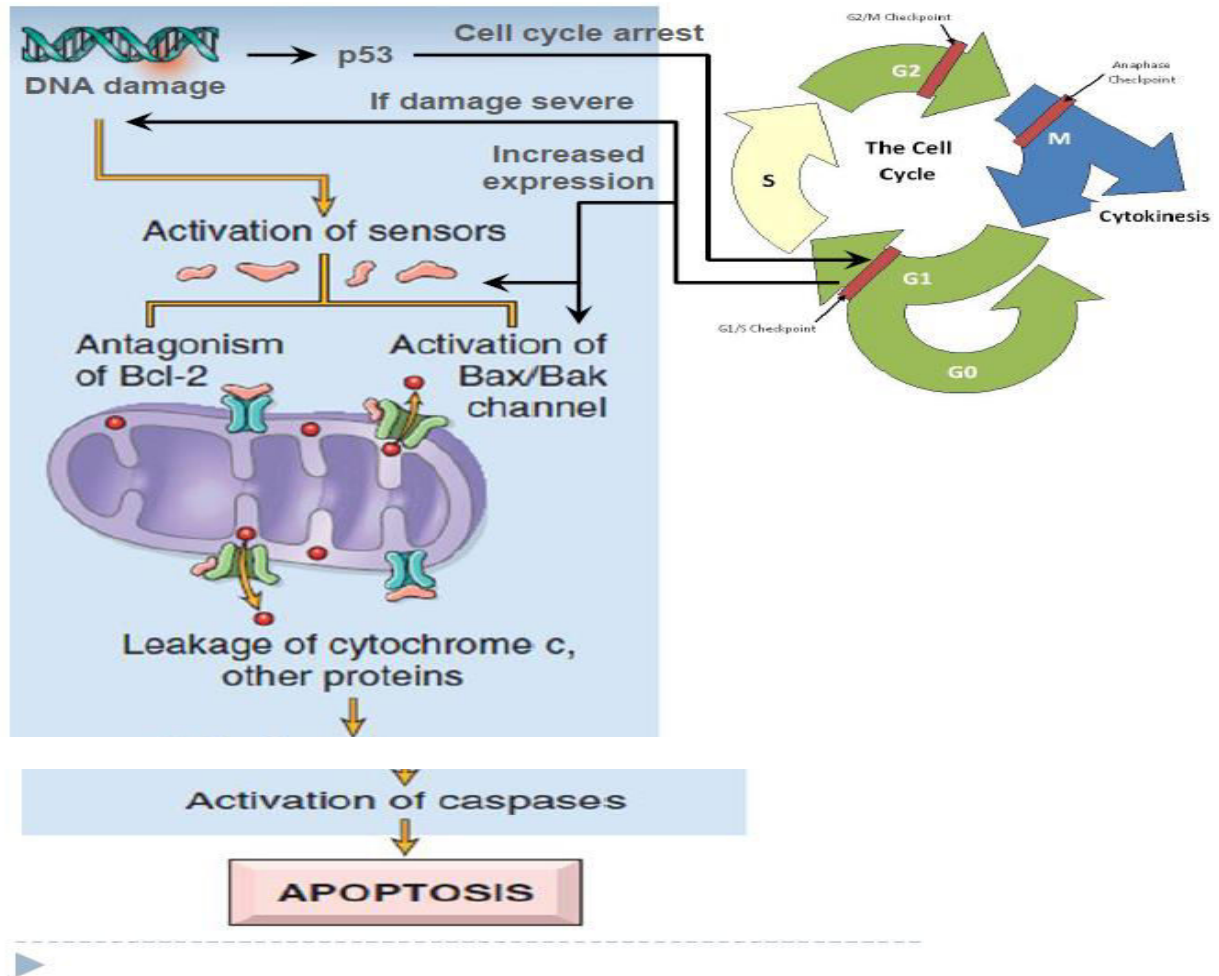 DNA damage
p53
Cell cycle arrest
If damage severe
Increased
expression
Activation of sensors
Antagonism
of Bcl-2
Activation of
Bax/Bak
channel
Leakage of cytochrome c,
other proteins
Activation of caspases
APOPTOSIS
G2/M Checkpoint
Anaphase
Checkpoint
G2
M
The Cell
Cycle
S
Cytokinesis
G1
G1/S Checkpoint
G0